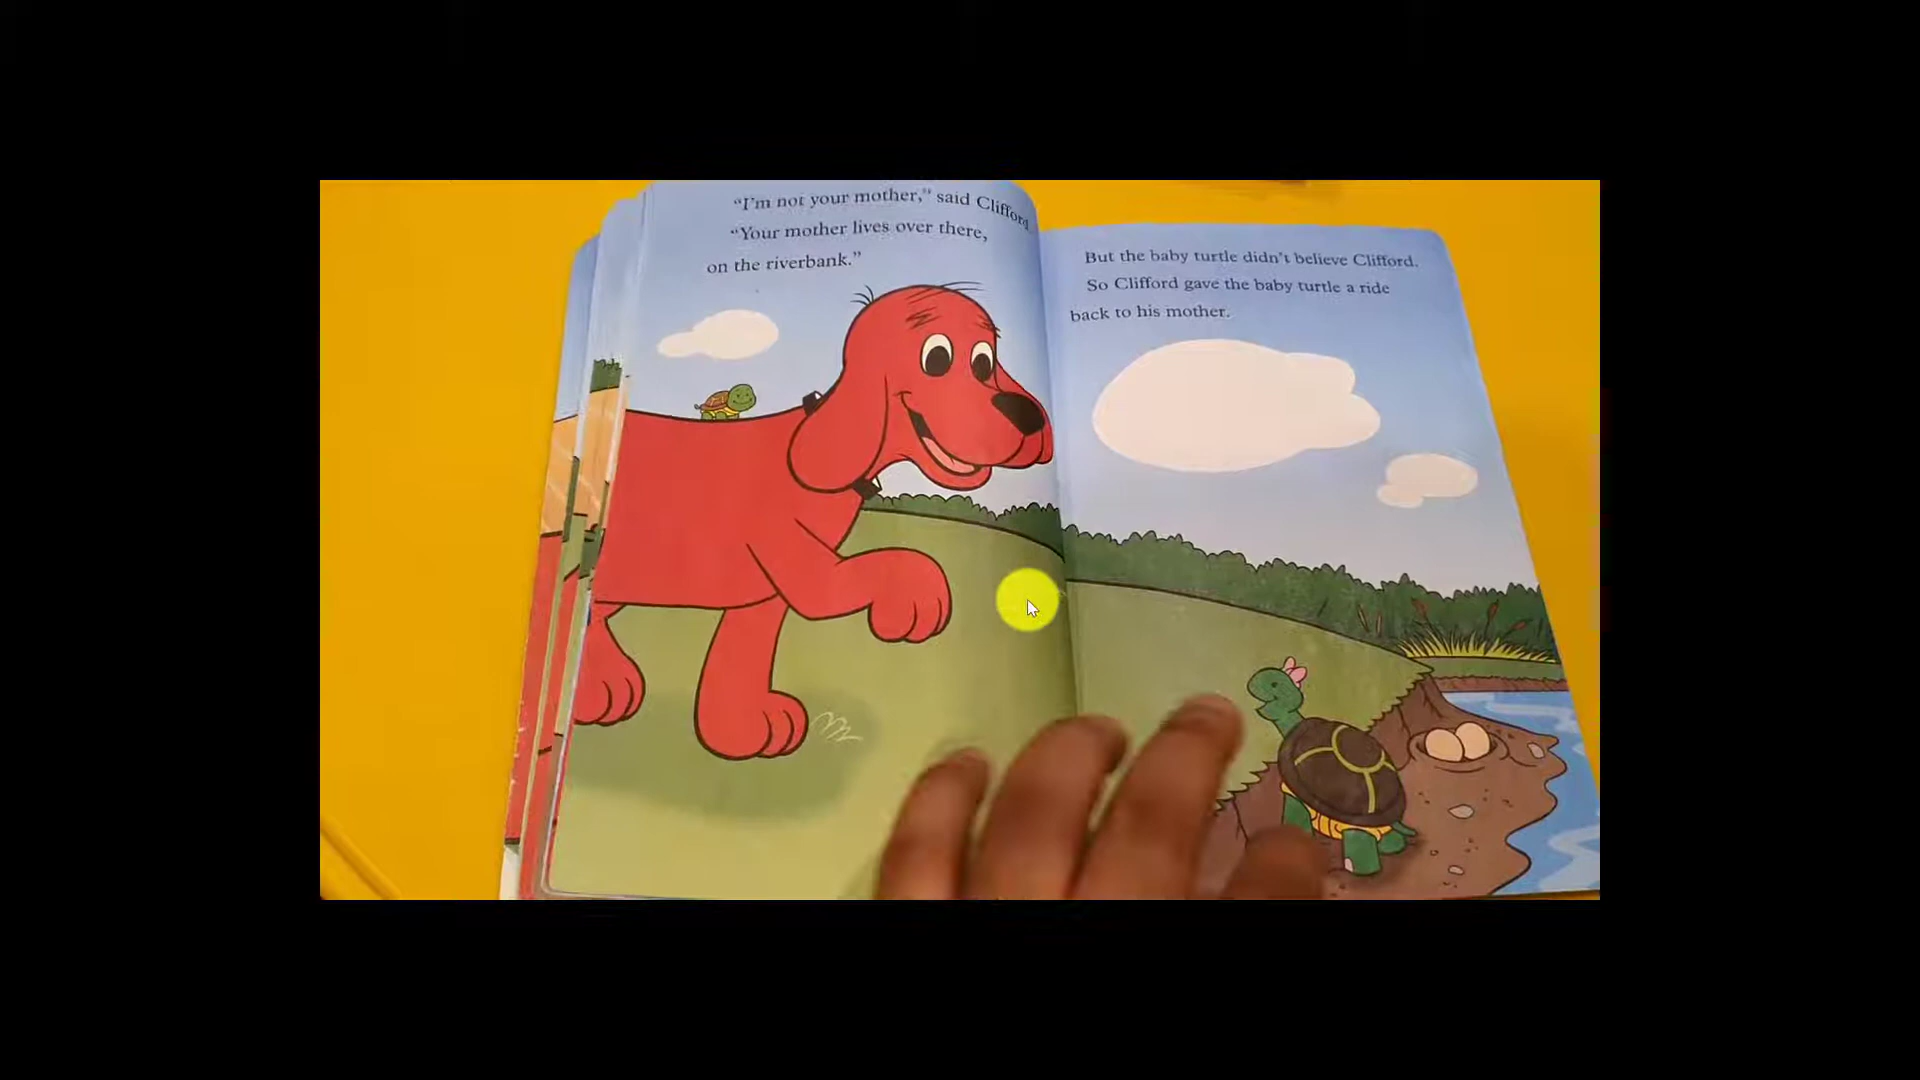 “I’m not your mother,” said Clifford.
“Your mother lives over there,
on the riverbank.”
But the baby turtle didn’t believe Clifford.
So Clifford gave the baby turtle a ride
back to his mother.